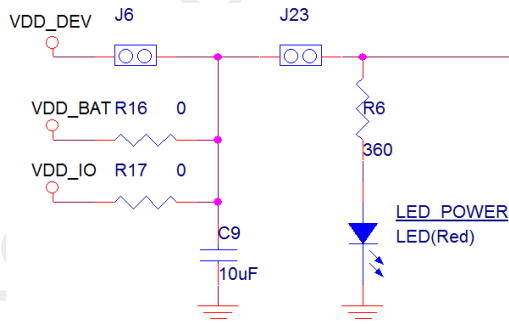 J6
J23
VDD_DEV
VDD_BAT R16 0
R6
VDD_IO R17 0
360
LED_POWER
C9
LED(Red)
10uF